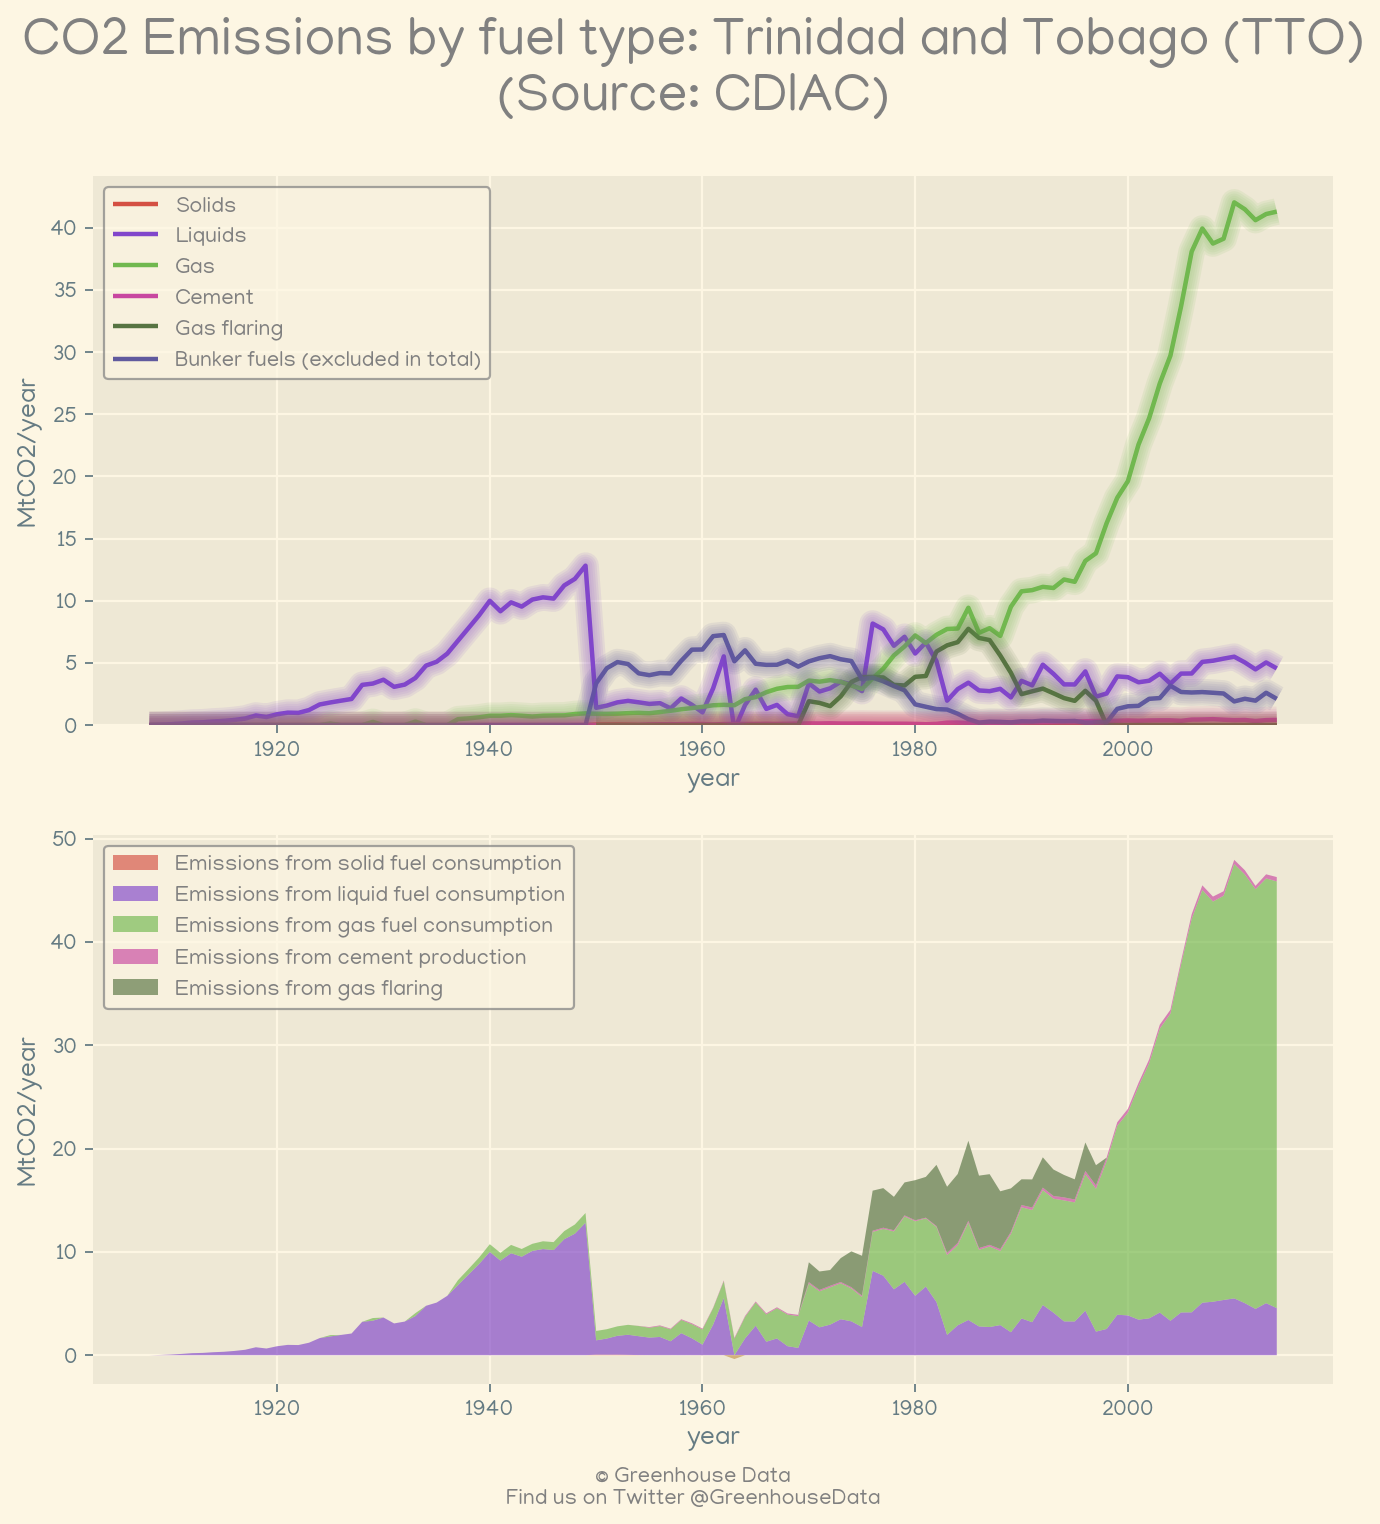 CO2 Emissions by fuel type: Trinidad and Tobago (TTO)
(Source: CDIAC)
Solids
Liquids
Gas
Cement
Gas flaring
Bunker fuels (excluded in total)
40
35
30
25
20
15
10
5
0
MtCO2/year
1920 1940 1960 1980 2000
year
Emissions from solid fuel consumption
Emissions from liquid fuel consumption
Emissions from gas fuel consumption
Emissions from cement production
Emissions from gas flaring
50
40
30
20
10
0
MtCO2/year
1920 1940 1960 1980 2000
year
© Greenhouse Data
Find us on Twitter @GreenhouseData